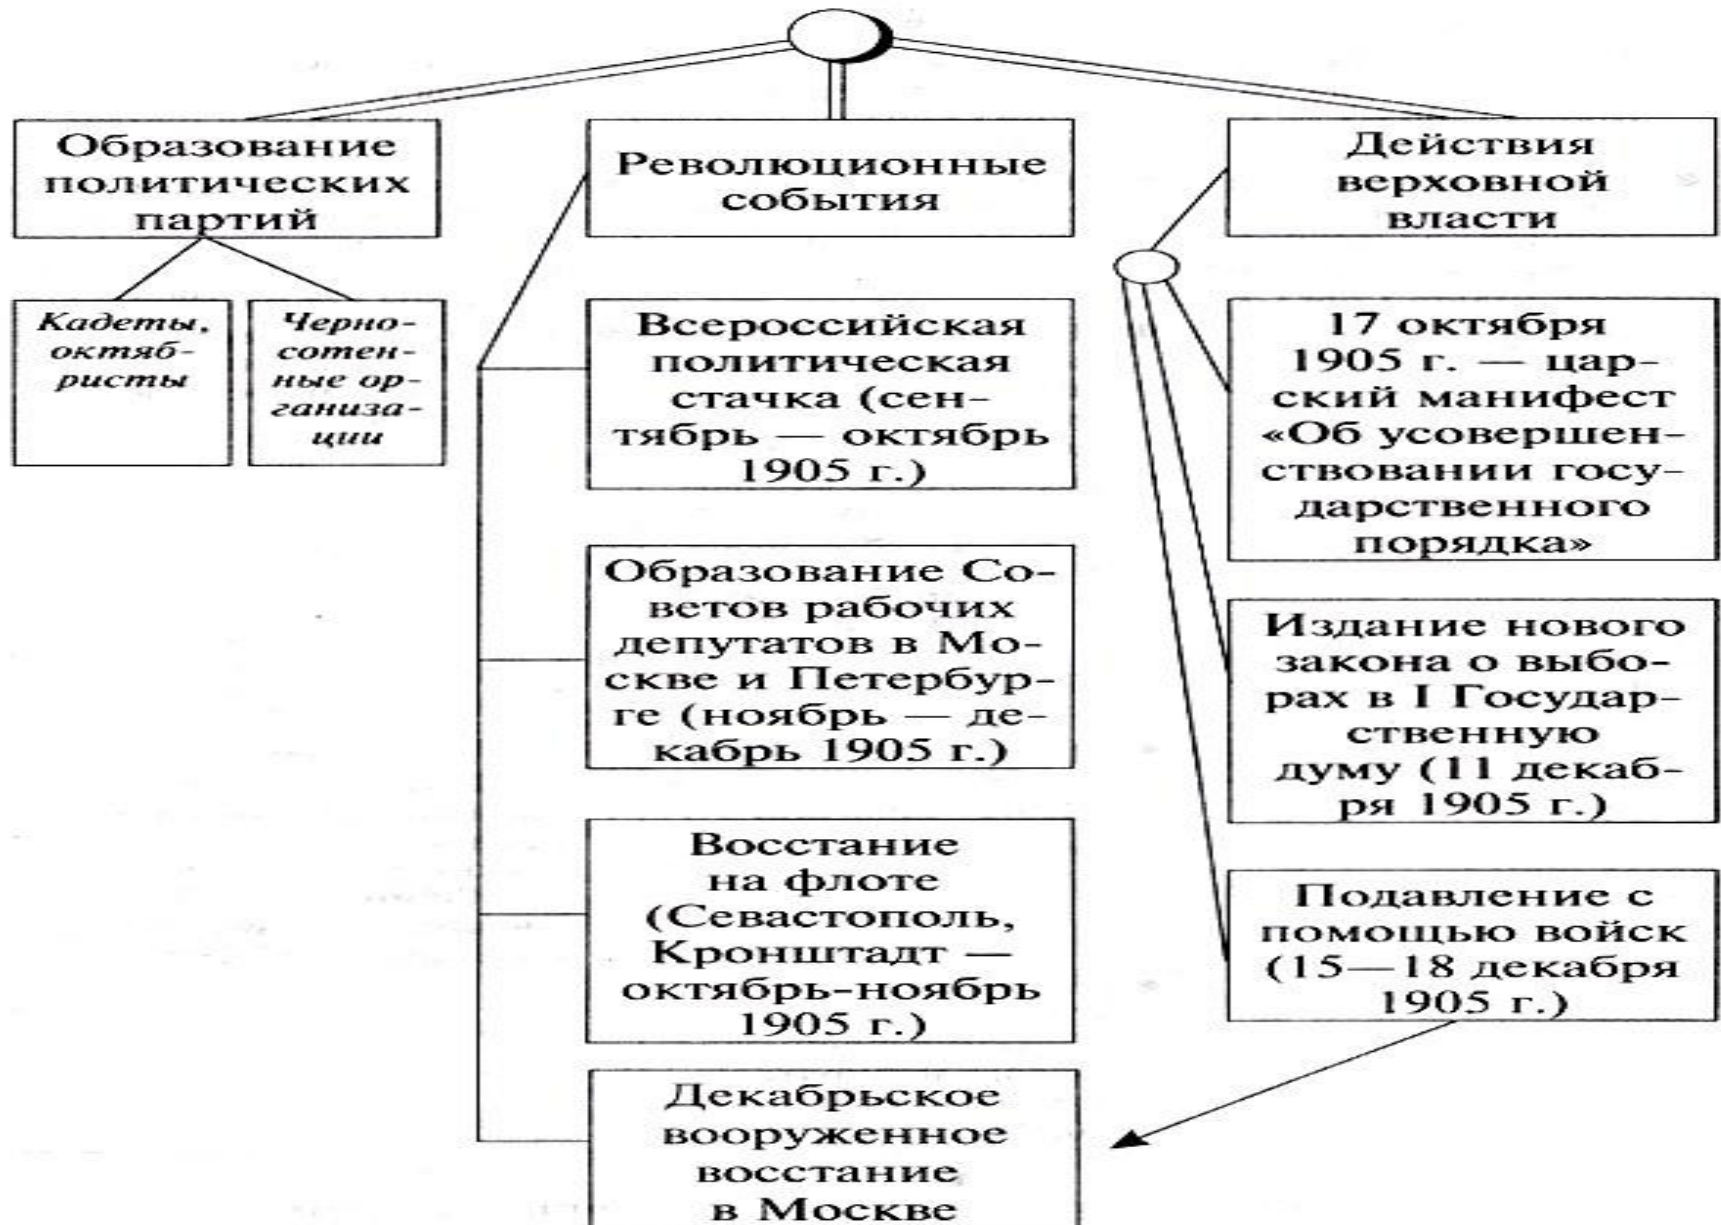 Образование
политических
партий
Кадеты,
октяб-
ристы
Черно-
сотен-
ные ор-
ганиза-
ции
Революционные
события
Всероссийская
политическая
стачка (сен-
тябрь — октябрь
1905 г.)
Образование Со-
ветов рабочих
депутатов в Мо-
скве и Петербур-
ге (ноябрь — де-
кабрь 1905 г.)
Восстание
на флоте
(Севастополь,
Кронштадт —
октябрь-ноябрь
1905 г.)
Декабрьское
вооруженное
восстание
в Москве
Действия
верховной
власти
17 октября
1905 г. — цар-
ский манифест
«Об усовершен-
ствовании госу-
дарственного
порядка»
Издание нового
закона о выбо-
рах в I Государ-
ственную
думу (11 декаб-
ря 1905 г.)
Подавление с
помощью войск
(15—18 декабря
1905 г.)